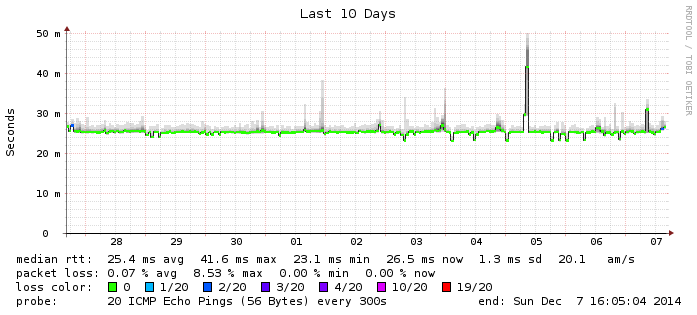 Last 10 Days
RRDTOOL / TOBI OETIKER
Seconds
50 m
40 m
30 m
20 m
10 m
0
28 29 30 01 02 03 04 05 06 07
median rtt: 25.4 ms avg 41.6 ms max 23.1 ms min 26.5 ms now 1.3 ms sd 20.1 am/s
packet loss: 0.07 % avg 8.53 % max 0.00 % min 0.00 % now
loss color: 0 1/20 2/20 3/20 4/20 10/20 19/20
probe: 20 ICMP Echo Pings (56 Bytes) every 300s end: Sun Dec 7 16:05:04 2014